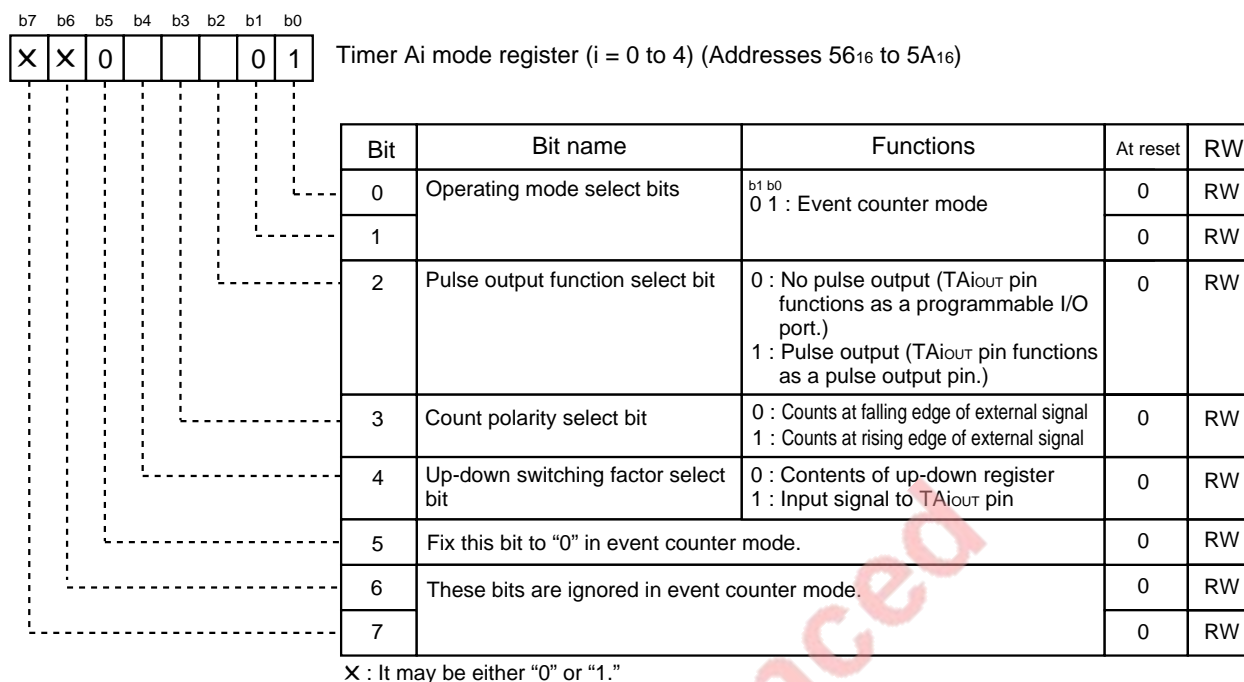 b7 b6 b5 b4 b3 b2 b1 b0
× × 0 0 1
Timer Ai mode register (i = 0 to 4) (Addresses 5616 to 5A16)
Bit Bit name Functions At reset RW
0 Operating mode select bits b1 b0 0 RW
0 1 : Event counter mode
1 0 RW
2 Pulse output function select bit 0 : No pulse output (TAiOUT pin 0 RW
functions as a programmable I/O
port.)
1 : Pulse output (TAiOUT pin functions
as a pulse output pin.)
3 Count polarity select bit 0 : Counts at falling edge of external signal 0 RW
1 : Counts at rising edge of external signal
4 Up-down switching factor select 0 : Contents of up-down register 0 RW
bit 1 : Input signal to TAiOUT pin
5 Fix this bit to “0” in event counter mode. 0 RW
6 These bits are ignored in event counter mode. 0 RW
7 0 RW
× : It may be either “0” or “1.”